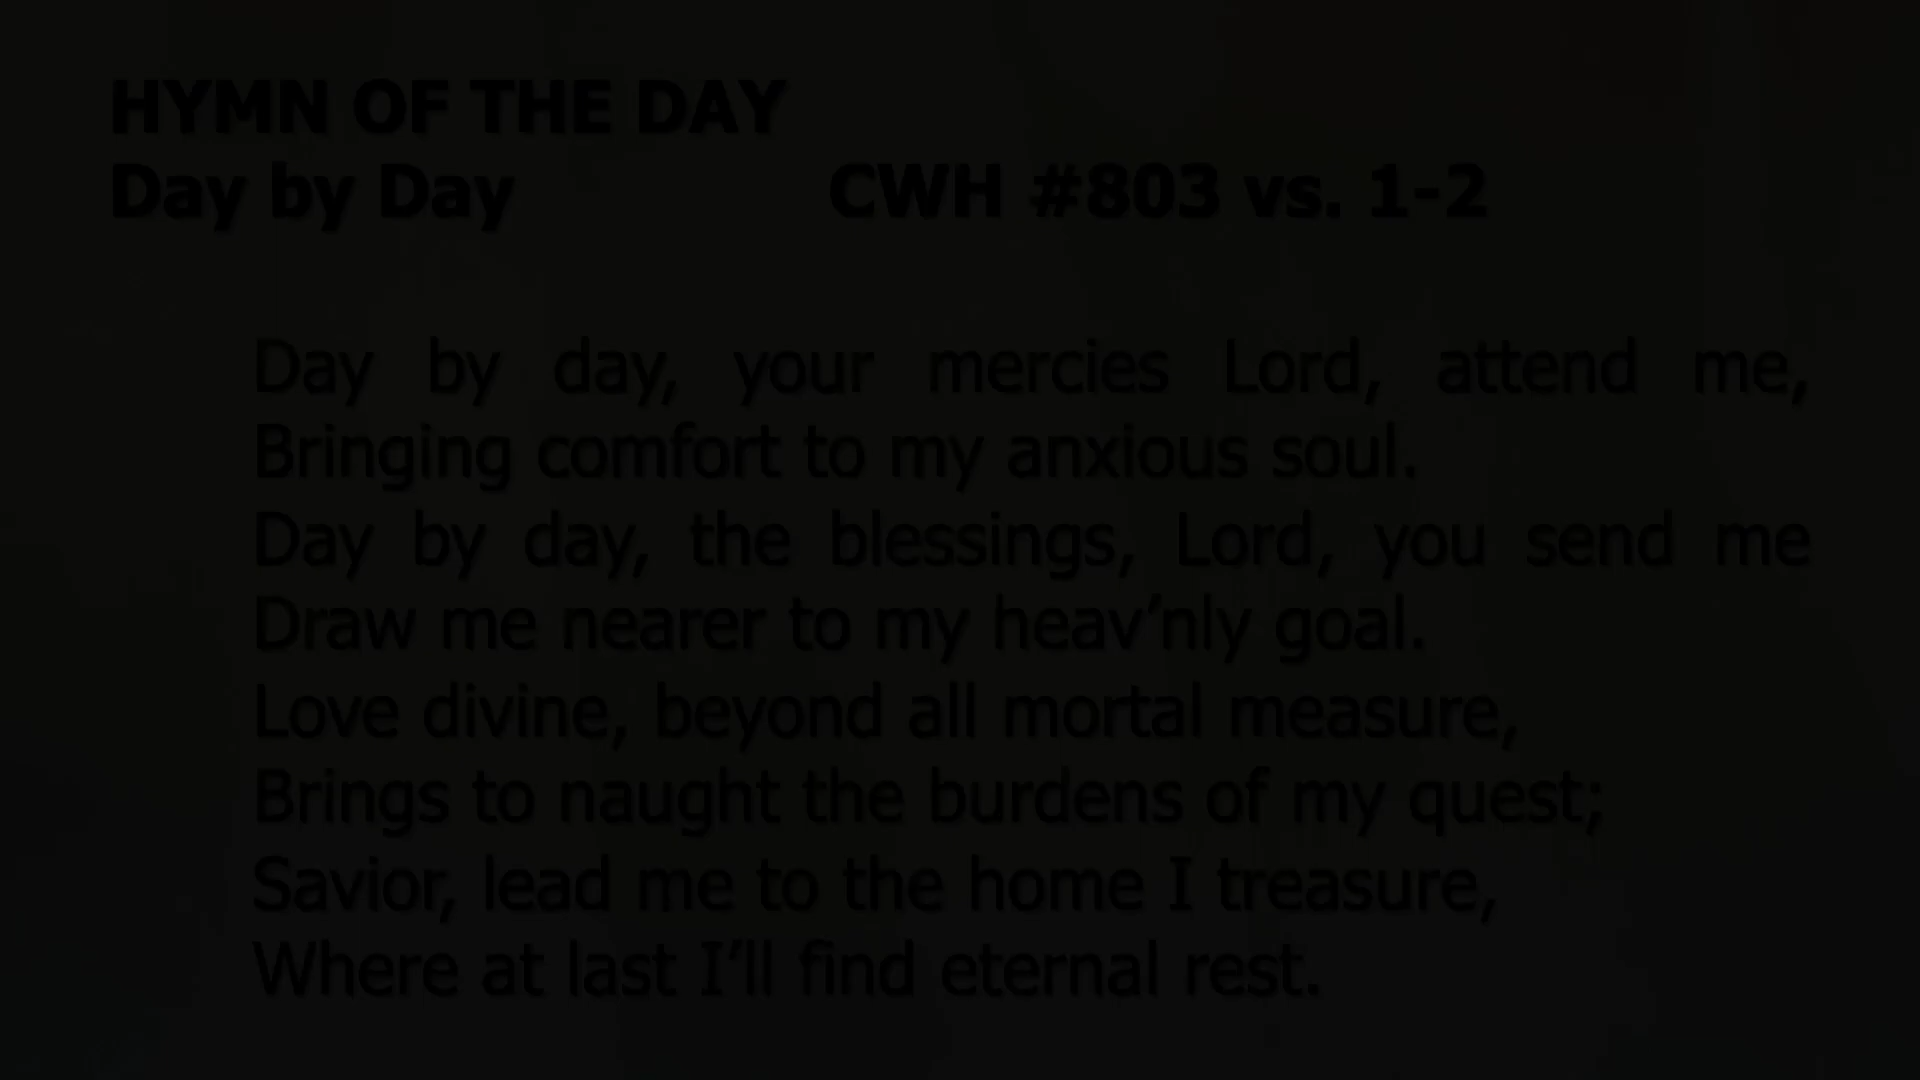 HYMN OF THE DAY
Day by Day CWH #803 vs. 1-2
Day by day, your mercies Lord, attend me,
Bringing comfort to my anxious soul.
Day by day, the blessings, Lord, you send me
Draw me nearer to my heav’nly goal.
Love divine, beyond all mortal measure,
Brings to naught the burdens of my quest;
Savior, lead me to the home I treasure,
Where at last I’ll find eternal rest.